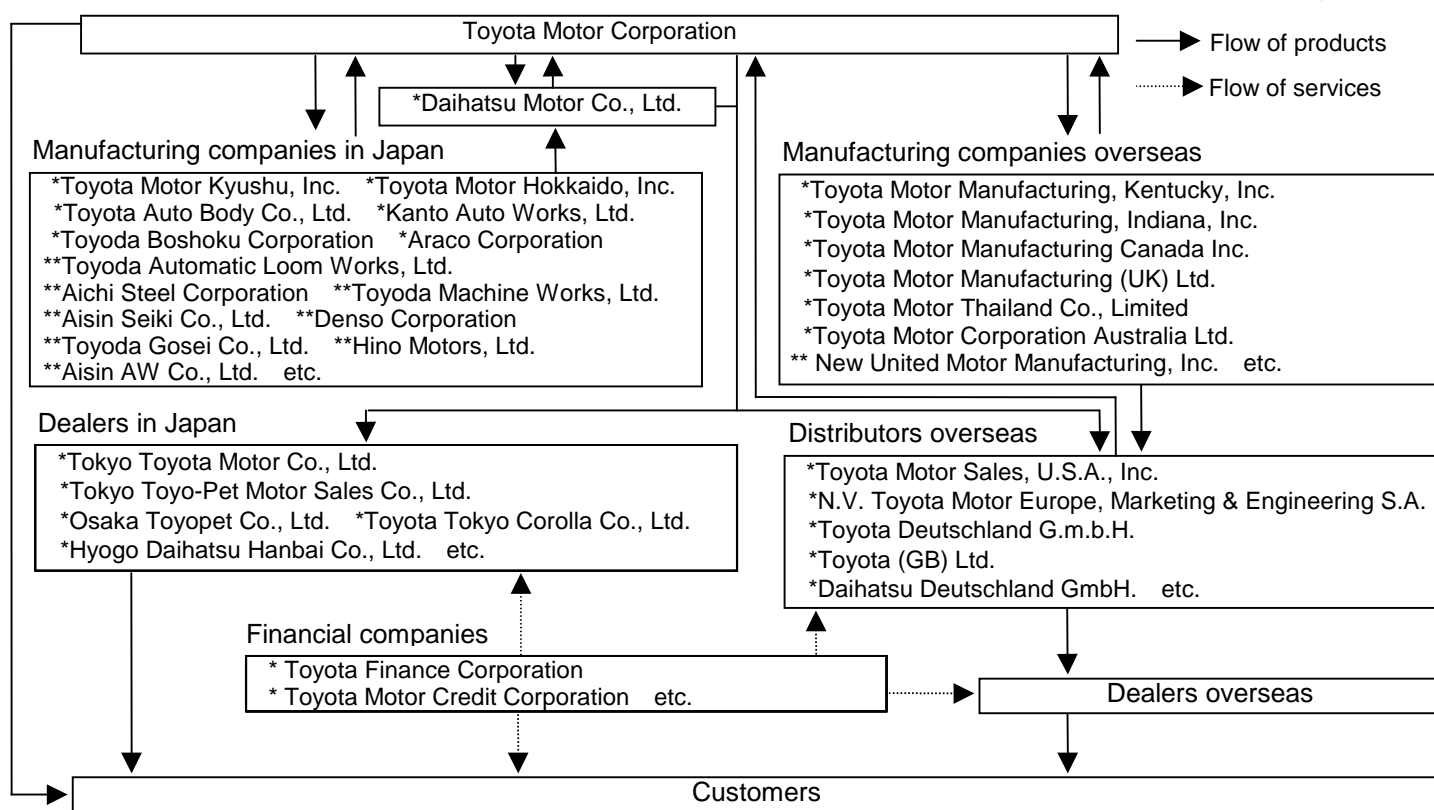 Toyota Motor Corporation
Flow of products
Flow of services
*Daihatsu Motor Co., Ltd.
Manufacturing companies in Japan
*Toyota Motor Kyushu, Inc. *Toyota Motor Hokkaido, Inc.
*Toyota Auto Body Co., Ltd. *Kanto Auto Works, Ltd.
*Toyoda Boshoku Corporation *Araco Corporation
**Toyoda Automatic Loom Works, Ltd.
**Aichi Steel Corporation **Toyoda Machine Works, Ltd.
**Aisin Seiki Co., Ltd. **Denso Corporation
**Toyoda Gosei Co., Ltd. **Hino Motors, Ltd.
**Aisin AW Co., Ltd. etc.
Manufacturing companies overseas
*Toyota Motor Manufacturing, Kentucky, Inc.
*Toyota Motor Manufacturing, Indiana, Inc.
*Toyota Motor Manufacturing Canada Inc.
*Toyota Motor Manufacturing (UK) Ltd.
*Toyota Motor Thailand Co., Limited
*Toyota Motor Corporation Australia Ltd.
** New United Motor Manufacturing, Inc. etc.
Dealers in Japan
*Tokyo Toyota Motor Co., Ltd.
*Tokyo Toyo-Pet Motor Sales Co., Ltd.
*Osaka Toyopet Co., Ltd. *Toyota Tokyo Corolla Co., Ltd.
*Hyogo Daihatsu Hanbai Co., Ltd. etc.
Distributors overseas
*Toyota Motor Sales, U.S.A., Inc.
*N.V. Toyota Motor Europe, Marketing & Engineering S.A.
*Toyota Deutschland G.m.b.H.
*Toyota (GB) Ltd.
*Daihatsu Deutschland GmbH. etc.
Financial companies
* Toyota Finance Corporation
* Toyota Motor Credit Corporation etc.
Dealers overseas
Customers